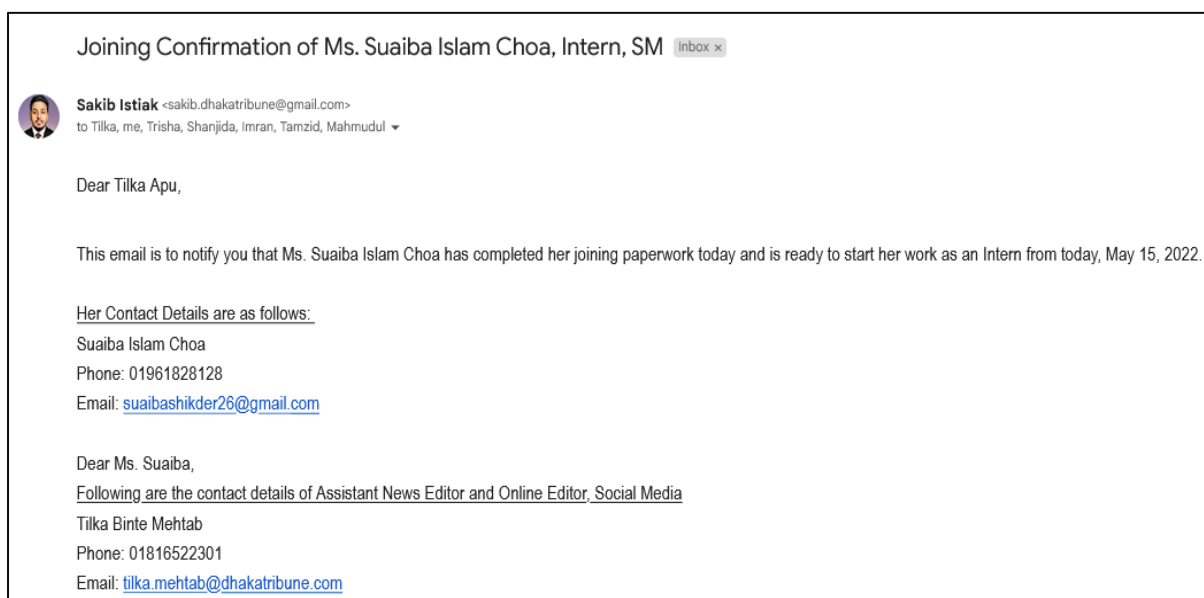 Joining Confirmation of Ms. Suaiba Islam Choa, Intern, SM Inbox ×
Sakib Istiak <sakib.dhakatribune@gmail.com>
to Tilka, me, Trisha, Shanjida, Imran, Tamzid, Mahmudul
Dear Tilka Apu,
This email is to notify you that Ms. Suaiba Islam Choa has completed her joining paperwork today and is ready to start her work as an Intern from today, May 15, 2022.
Her Contact Details are as follows:
Suaiba Islam Choa
Phone: 01961828128
Email: suaibashikder26@gmail.com
Dear Ms. Suaiba,
Following are the contact details of Assistant News Editor and Online Editor, Social Media
Tilka Binte Mehtab
Phone: 01816522301
Email: tilka.mehtab@dhakatribune.com